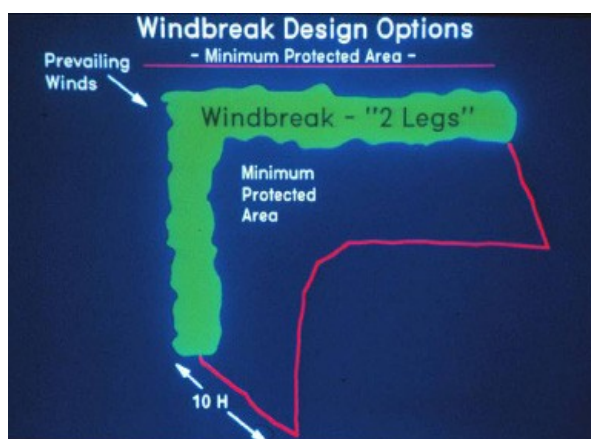 Windbreak Design Options
- Minimum Protected Area -
Prevailing
Winds
Windbreak - "2 Legs"
Minimum
Protected
Area
10 H